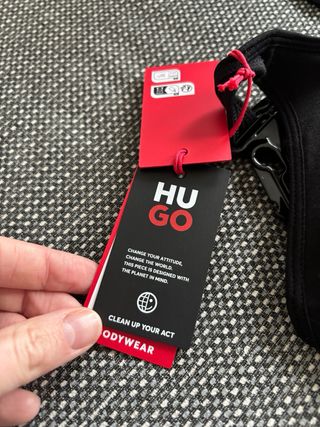 HU
GO
CHANGE YOUR ATTITUDE,
CHANGE THE WORLD.
THIS PIECE IS DESIGNED WITH
THE PLANET IN MIND.
CLEAN UP YOUR ACT
ODYWEAR